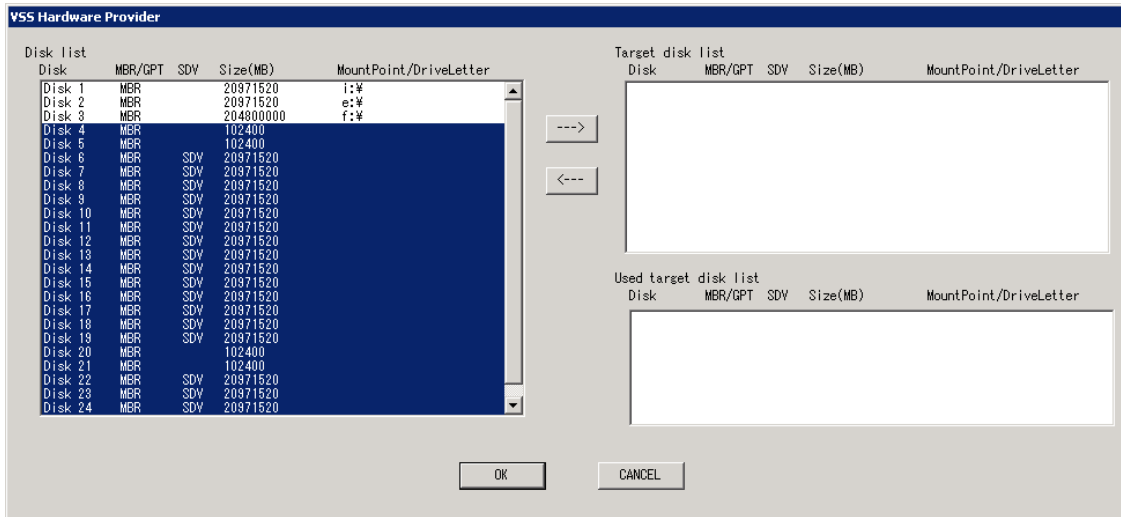 VSS Hardware Provider
Disk list
Disk MBR/GPT SDV Size(MB) MountPoint/DriveLetter
Disk 1 MBR 20971520 i:¥
Disk 2 MBR 20971520 e:¥
Disk 3 MBR 204800000 f:¥
Disk 4 MBR 102400
Disk 5 MBR 102400
Disk 6 MBR SDV 20971520
Disk 7 MBR SDV 20971520
Disk 8 MBR SDV 20971520
Disk 9 MBR SDV 20971520
Disk 10 MBR SDV 20971520
Disk 11 MBR SDV 20971520
Disk 12 MBR SDV 20971520
Disk 13 MBR SDV 20971520
Disk 14 MBR SDV 20971520
Disk 15 MBR SDV 20971520
Disk 16 MBR SDV 20971520
Disk 17 MBR SDV 20971520
Disk 18 MBR SDV 20971520
Disk 19 MBR SDV 20971520
Disk 20 MBR 102400
Disk 21 MBR 102400
Disk 22 MBR SDV 20971520
Disk 23 MBR SDV 20971520
Disk 24 MBR SDV 20971520
--->
<---
Target disk list
Disk MBR/GPT SDV Size(MB) MountPoint/DriveLetter
Used target disk list
Disk MBR/GPT SDV Size(MB) MountPoint/DriveLetter
OK
CANCEL